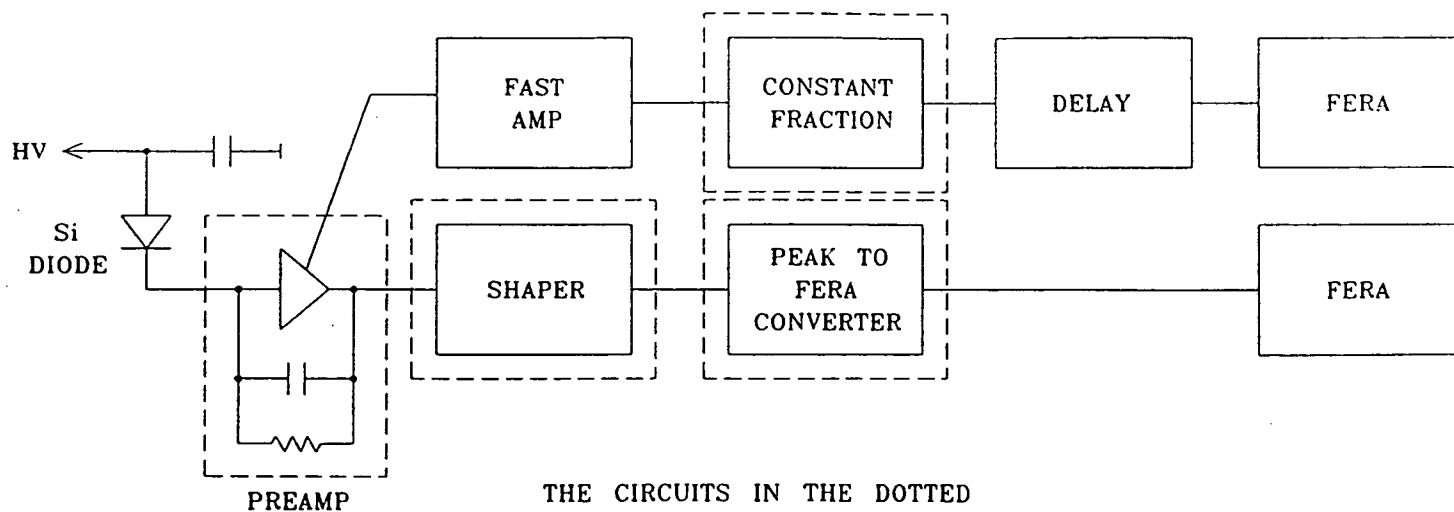 FAST
AMP
CONSTANT
FRACTION
DELAY
FERA
HV
Si
DIODE
SHAPER
PEAK TO
FERA
CONVERTER
FERA
PREAMP
THE CIRCUITS IN THE DOTTED